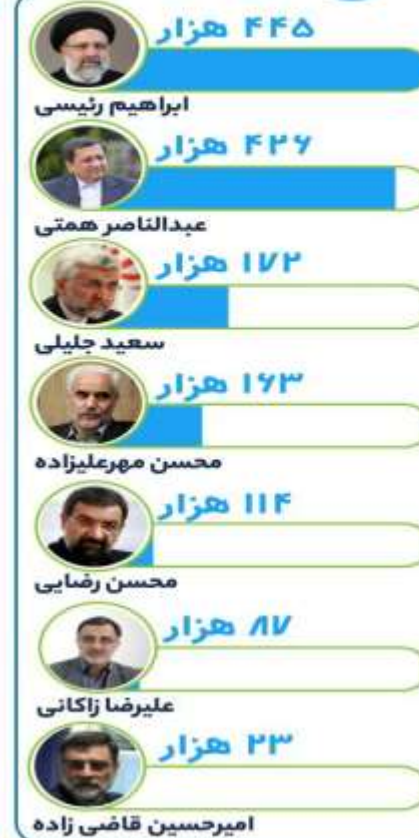 ۴۴۵ هزار
ابراهیم رئیسی
۴۲۶ هزار
عبدالناصر همتی
۱۷۲ هزار
سعید جلیلی
۱۶۳ هزار
محسن مهرعلیزاده
۱۱۴ هزار
محسن رضایی
۸۷ هزار
علیرضا زاکانی
۲۳ هزار
امیرحسین قاضی زاده